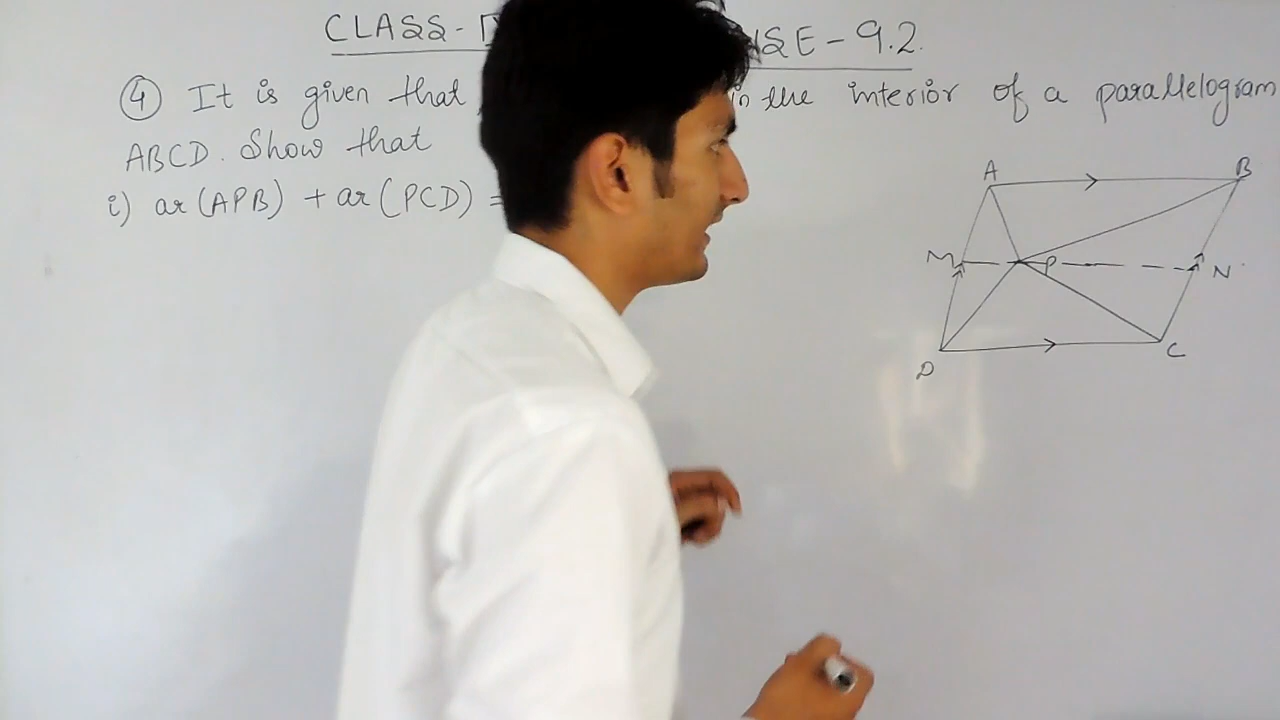 CLASS-
SE-9.2.
④ It is given that in the interior of a parallelogram
ABCD. Show that
i) ar(APB) + ar(PCD) =
A
B
M
P
N
D
C